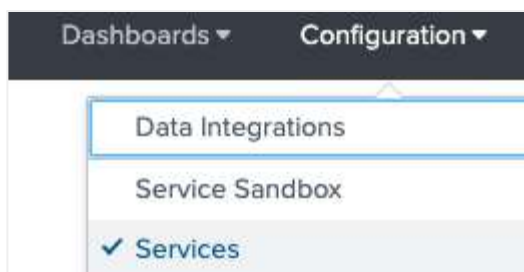 Dashboards Configuration
Data Integrations
Service Sandbox
Services